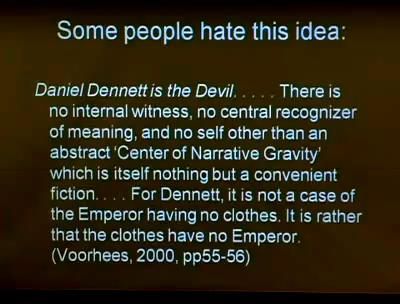 Some people hate this idea:
Daniel Dennett is the Devil. . . . . There is
no internal witness, no central recognizer
of meaning, and no self other than an
abstract ‘Center of Narrative Gravity’
which is itself nothing but a convenient
fiction. . . . For Dennett, it is not a case of
the Emperor having no clothes. It is rather
that the clothes have no Emperor.
(Voorhees, 2000, pp55-56)